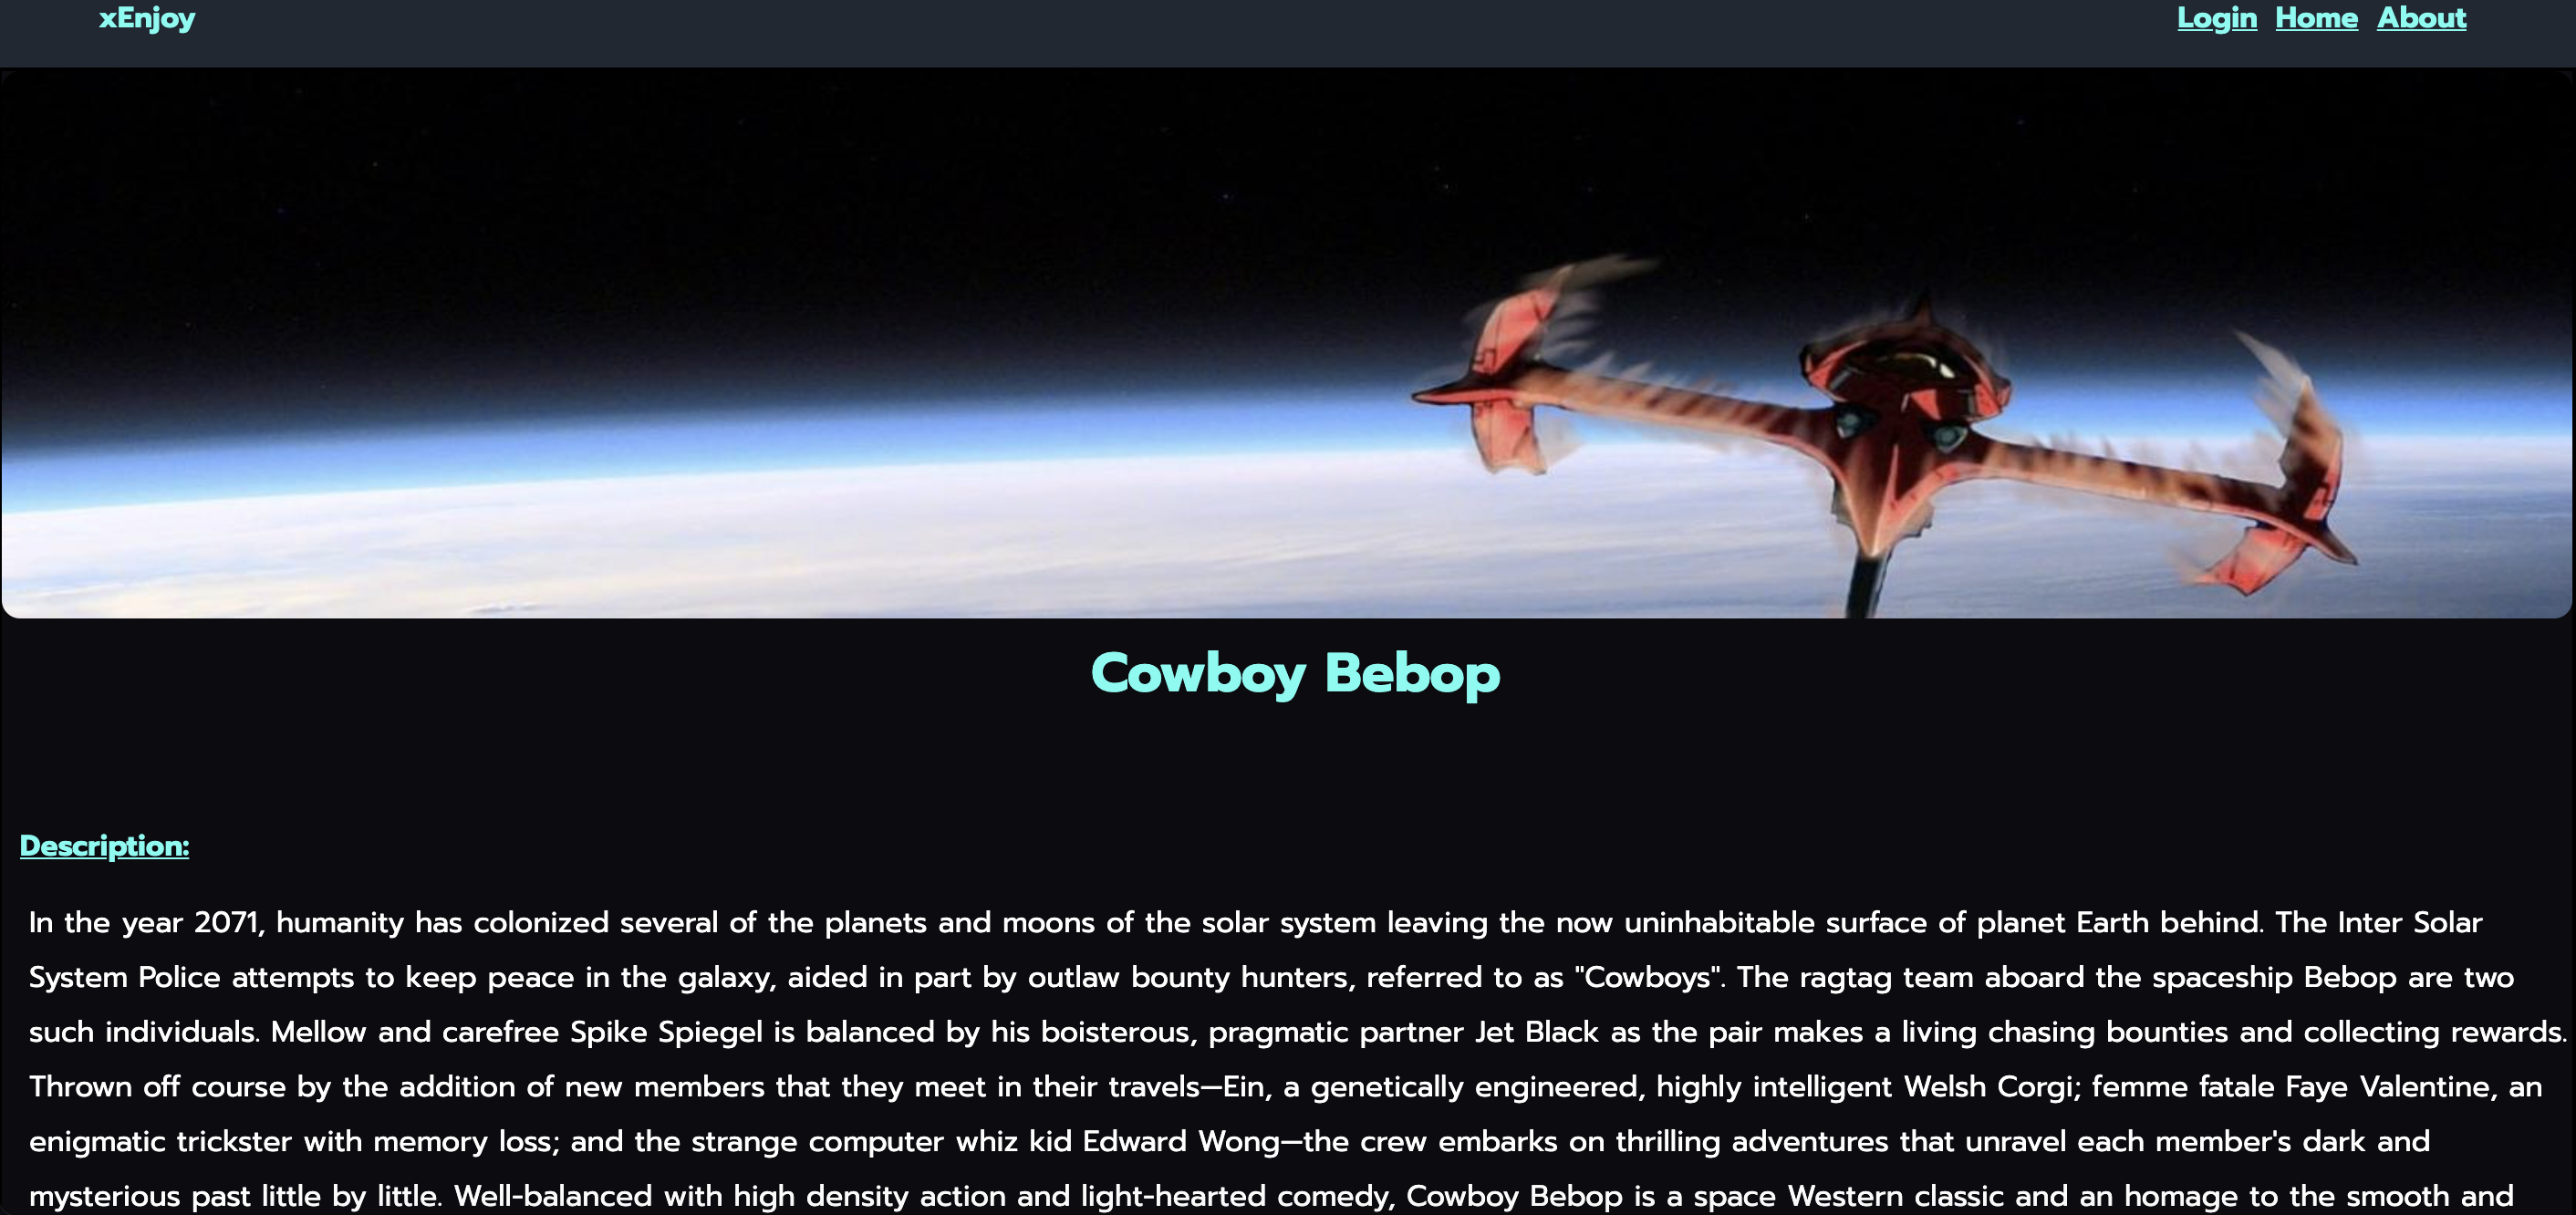 xEnjoy
Login Home About
Cowboy Bebop
Description:
In the year 2071, humanity has colonized several of the planets and moons of the solar system leaving the now uninhabitable surface of planet Earth behind. The Inter Solar
System Police attempts to keep peace in the galaxy, aided in part by outlaw bounty hunters, referred to as "Cowboys". The ragtag team aboard the spaceship Bebop are two
such individuals. Mellow and carefree Spike Spiegel is balanced by his boisterous, pragmatic partner Jet Black as the pair makes a living chasing bounties and collecting rewards.
Thrown off course by the addition of new members that they meet in their travels—Ein, a genetically engineered, highly intelligent Welsh Corgi; femme fatale Faye Valentine, an
enigmatic trickster with memory loss; and the strange computer whiz kid Edward Wong—the crew embarks on thrilling adventures that unravel each member's dark and
mysterious past little by little. Well-balanced with high density action and light-hearted comedy, Cowboy Bebop is a space Western classic and an homage to the smooth and